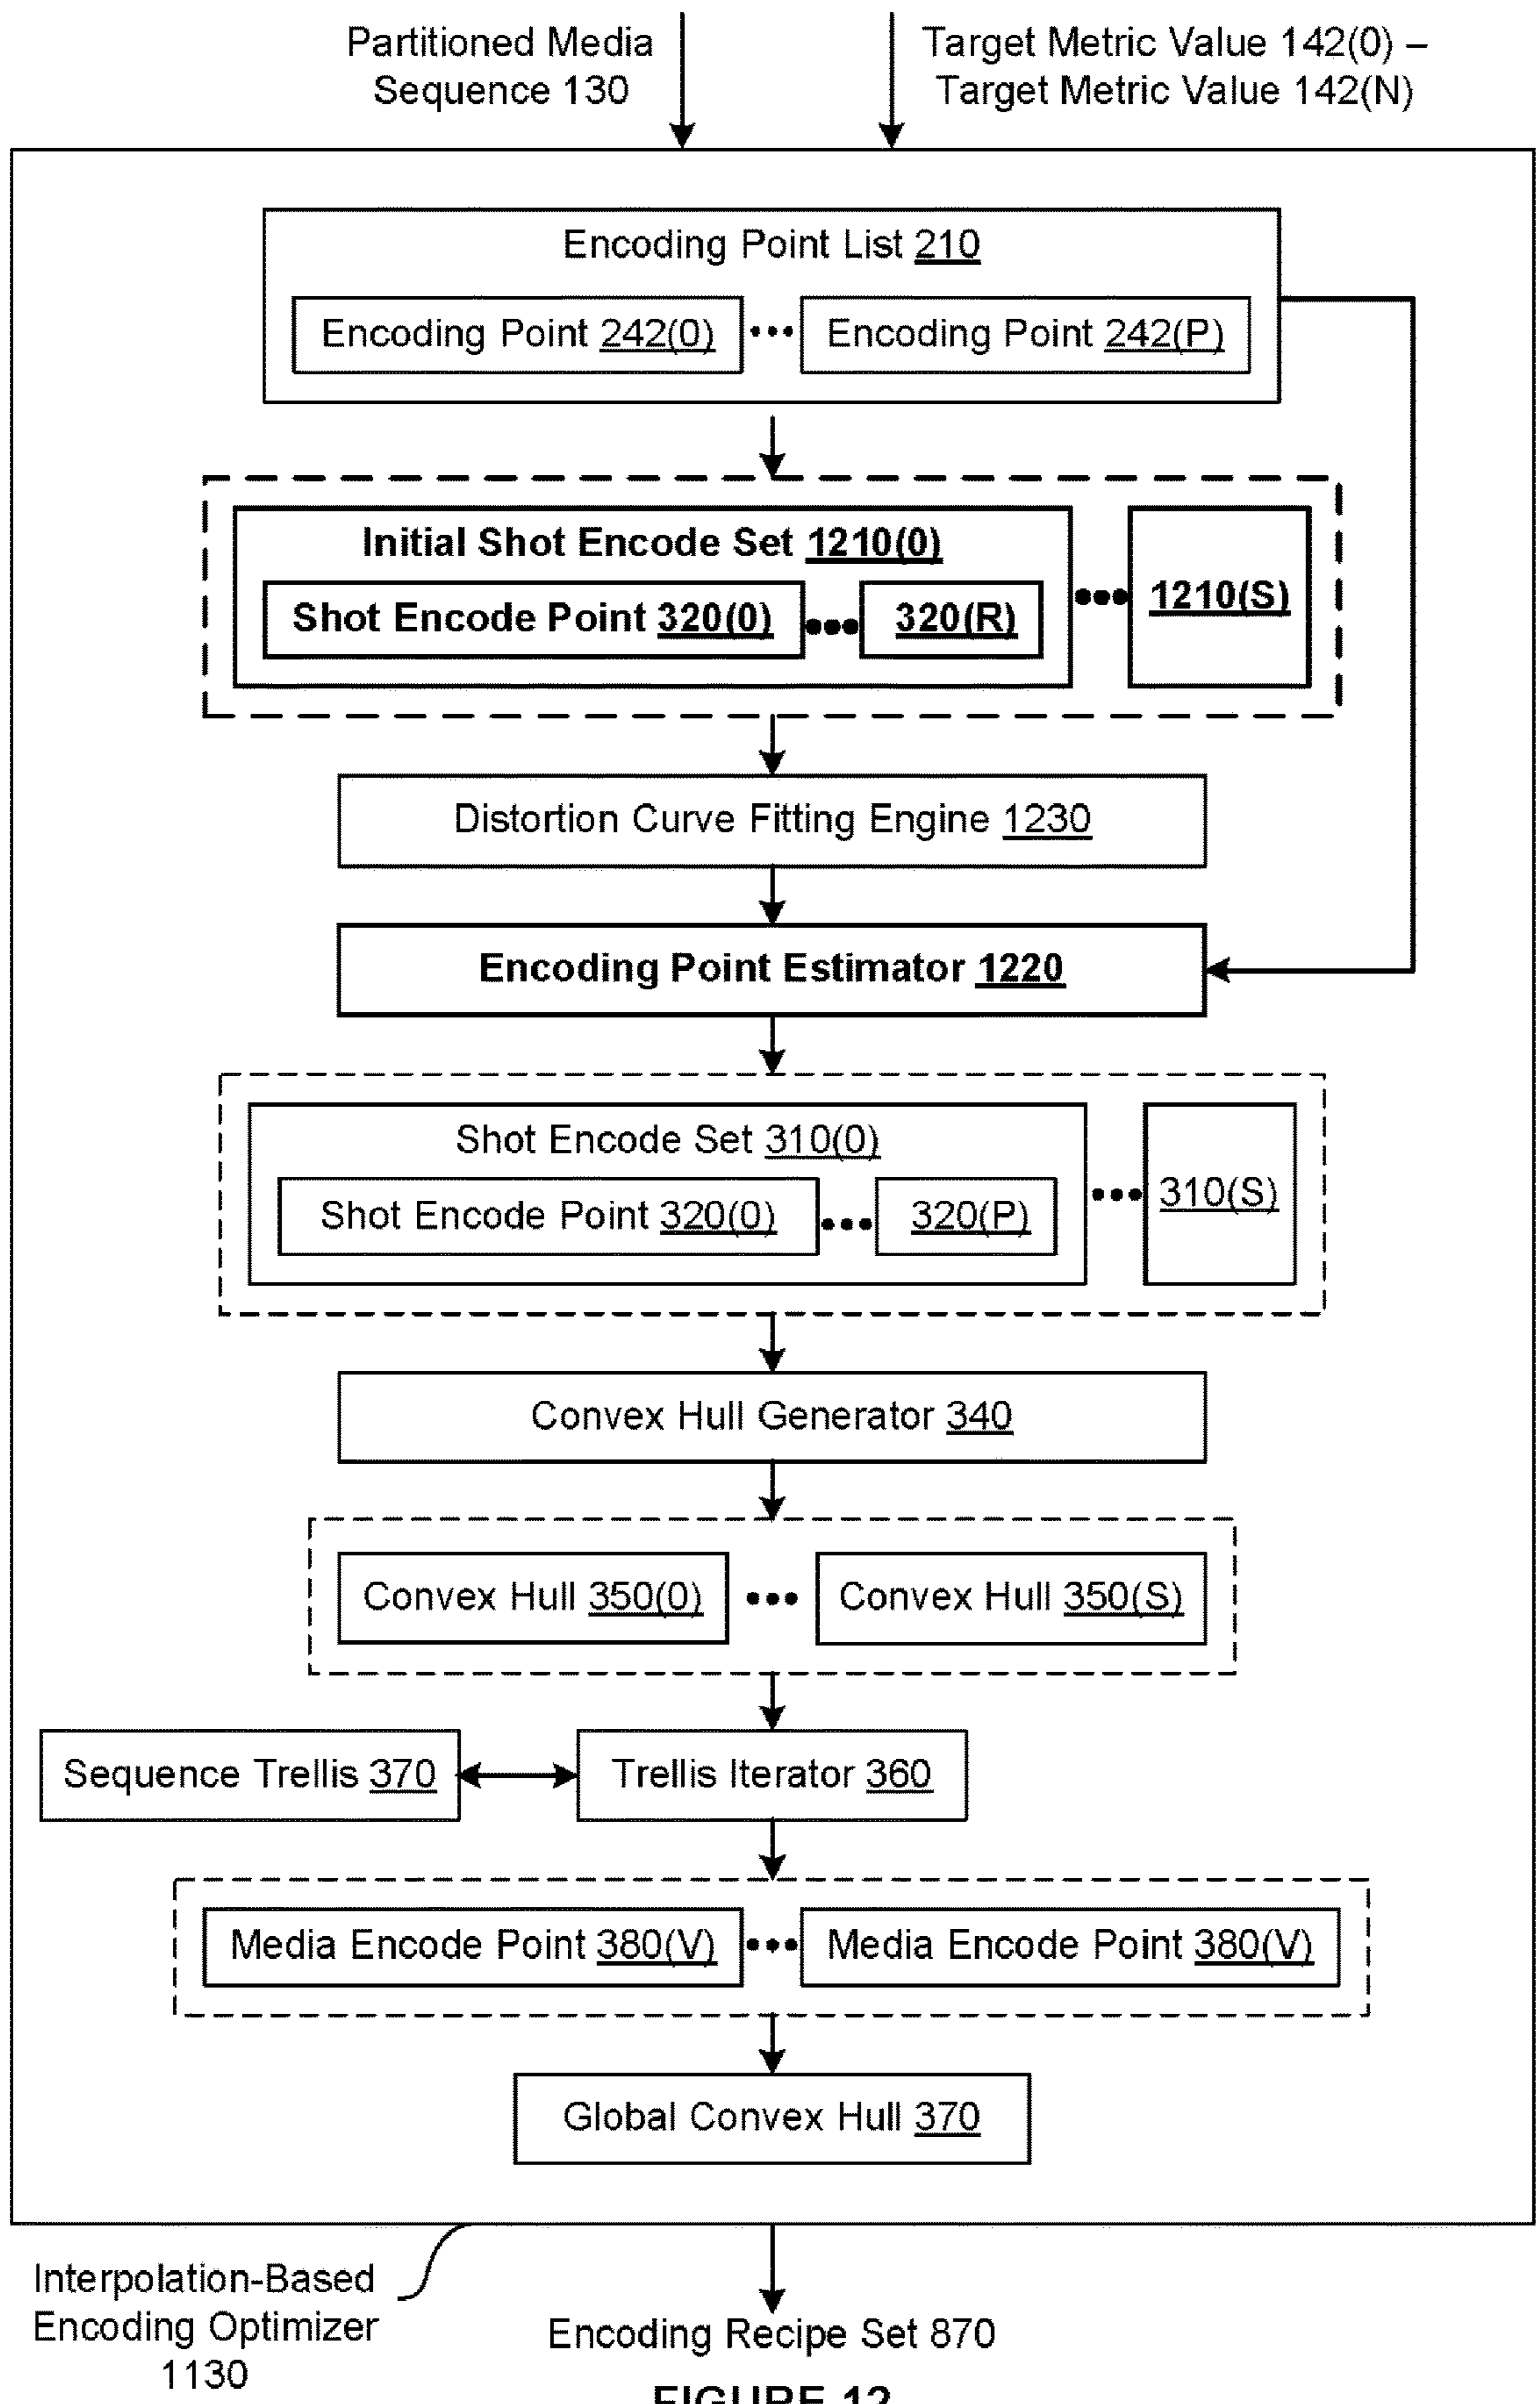 Partitioned Media
Sequence 130
Target Metric Value 142(0) –
Target Metric Value 142(N)
Encoding Point List 210
Encoding Point 242(0)
•••
Encoding Point 242(P)
Initial Shot Encode Set 1210(0)
Shot Encode Point 320(0)
•••
320(R)
•••
1210(S)
Distortion Curve Fitting Engine 1230
Encoding Point Estimator 1220
Shot Encode Set 310(0)
Shot Encode Point 320(0)
•••
320(P)
•••
310(S)
Convex Hull Generator 340
Convex Hull 350(0)
•••
Convex Hull 350(S)
Sequence Trellis 370
Trellis Iterator 360
Media Encode Point 380(V)
•••
Media Encode Point 380(V)
Global Convex Hull 370
Interpolation-Based
Encoding Optimizer
1130
Encoding Recipe Set 870
FIGURE 12